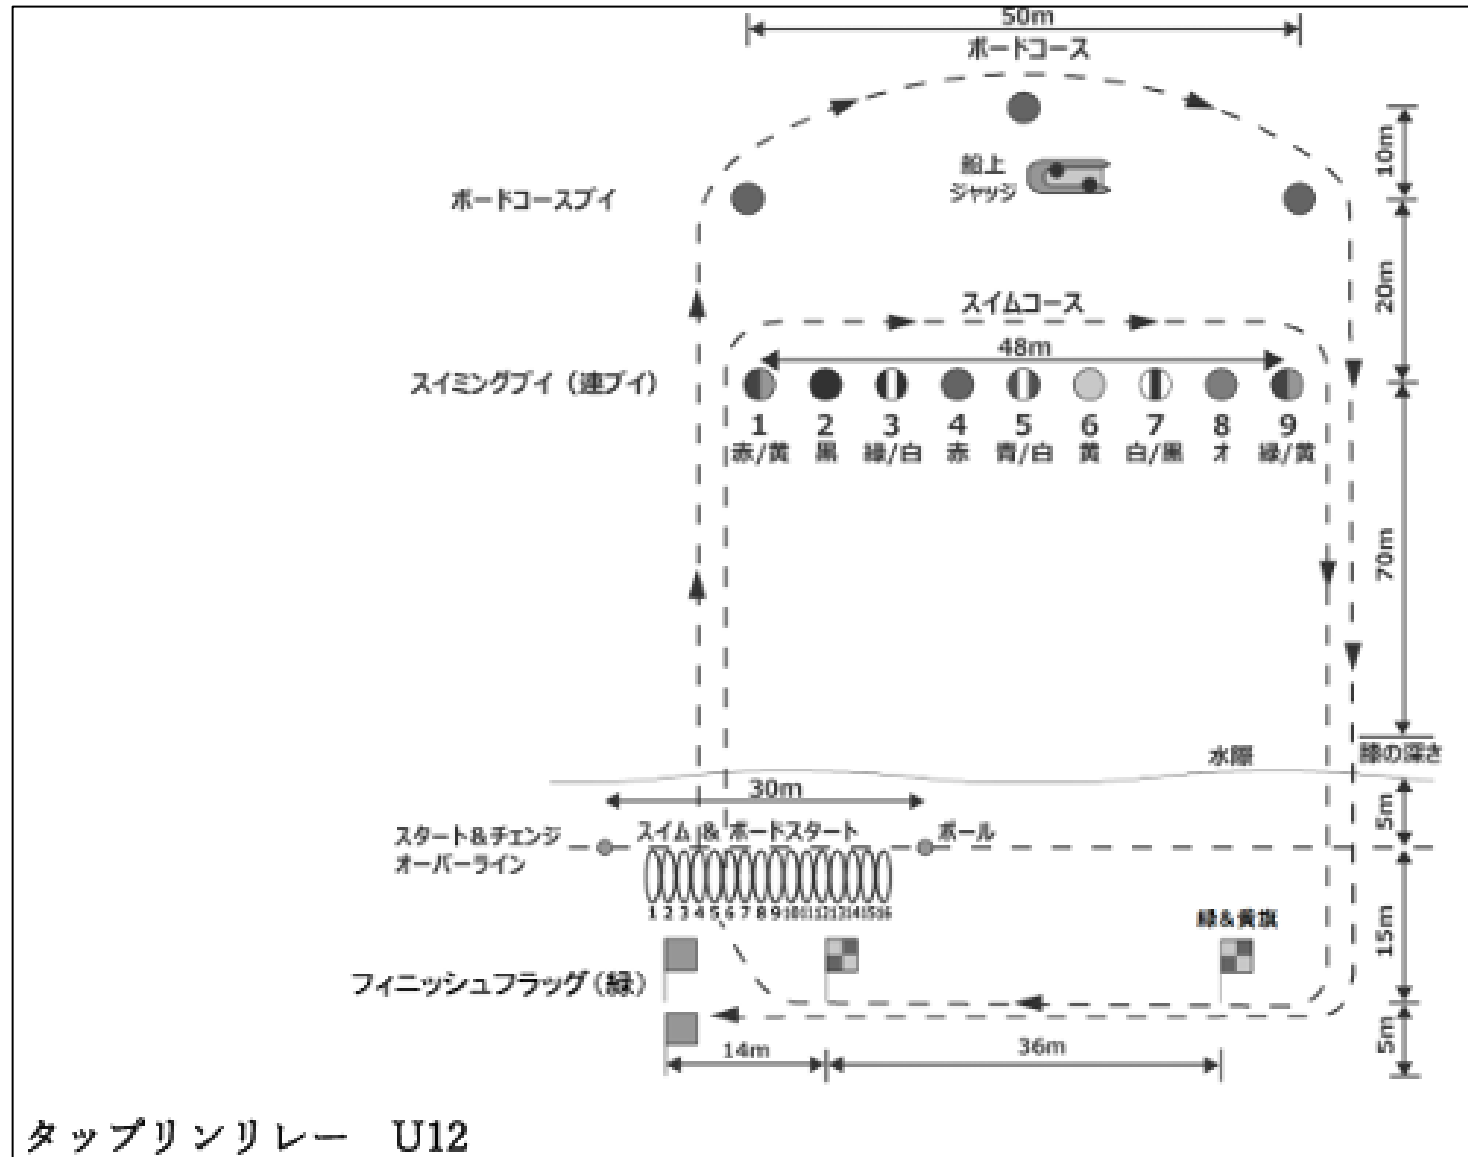 50m
ボードコース
10m
船上
ジャッジ
ボードコースブイ
20m
スイムコース
48m
スイミングブイ（連ブイ）
1 2 3 4 5 6 7 8 9
赤/黄 黒 緑/白 赤 青/白 黄 白/黒 オ 緑/黄
70m
水際
膝の深さ
30m
5m
スタート＆チェンジ
オーバーライン
スイム & ボードスタート
ポール
1 2 3 4 5 6 7 8 9 10 11 12 13 14 15 16
緑&黄旗
15m
フィニッシュフラッグ（緑）
14m
36m
5m
タップリンリレー U12